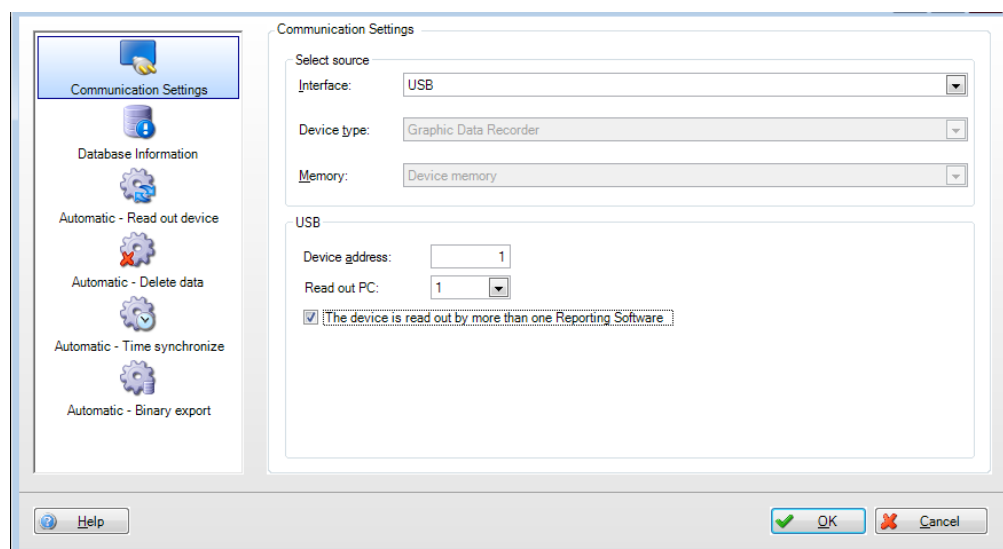 Communication Settings
Database Information
Automatic - Read out device
Automatic - Delete data
Automatic - Time synchronize
Automatic - Binary export
Communication Settings
Select source
Interface: USB
Device type: Graphic Data Recorder
Memory: Device memory
USB
Device address: 1
Read out PC: 1
The device is read out by more than one Reporting Software
Help OK Cancel